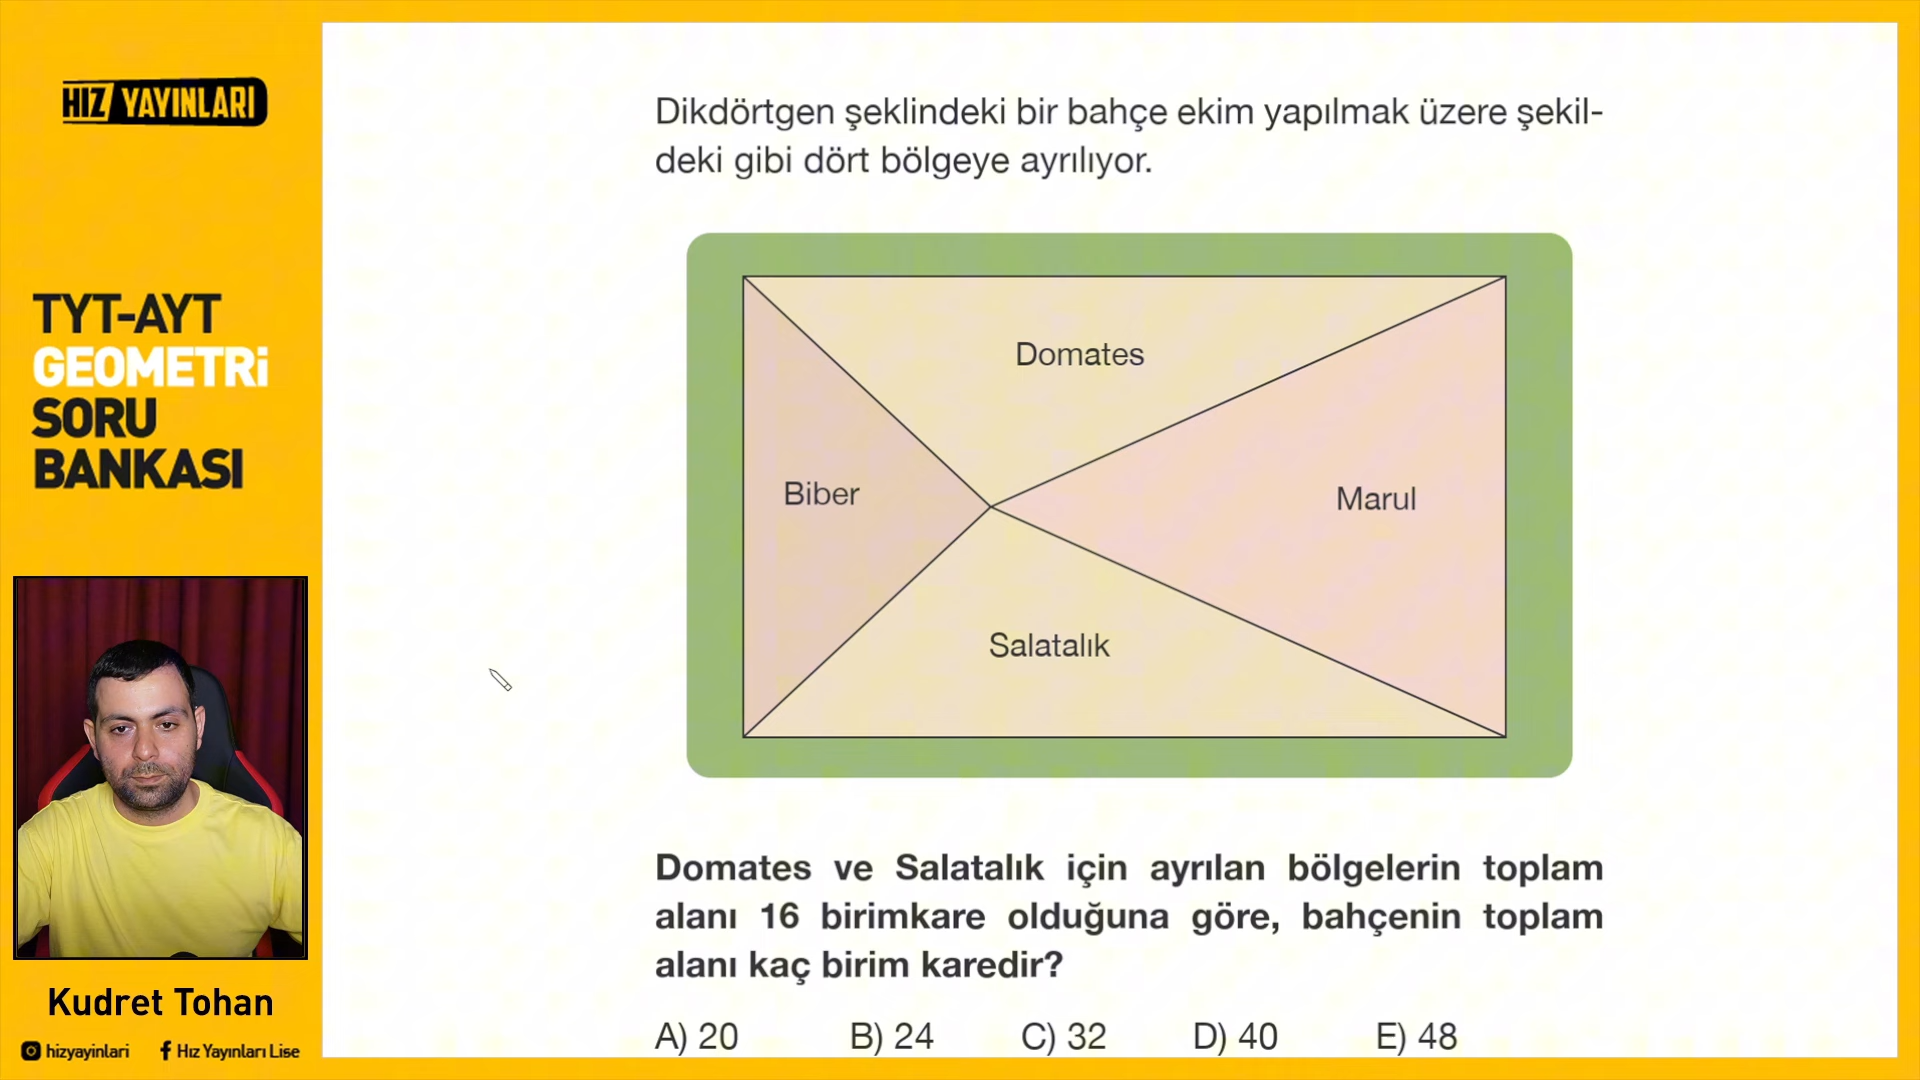 HIZ YAYINLARI
TYT-AYT
GEOMETRİ
SORU
BANKASI
Kudret Tohan
hizyayinlari
Hız Yayınları Lise
Dikdörtgen şeklindeki bir bahçe ekim yapılmak üzere şekil-
deki gibi dört bölgeye ayrılıyor.
Domates
Biber
Marul
Salatalık
Domates ve Salatalık için ayrılan bölgelerin toplam
alanı 16 birimkare olduğuna göre, bahçenin toplam
alanı kaç birim karedir?
A) 20 B) 24 C) 32 D) 40 E) 48